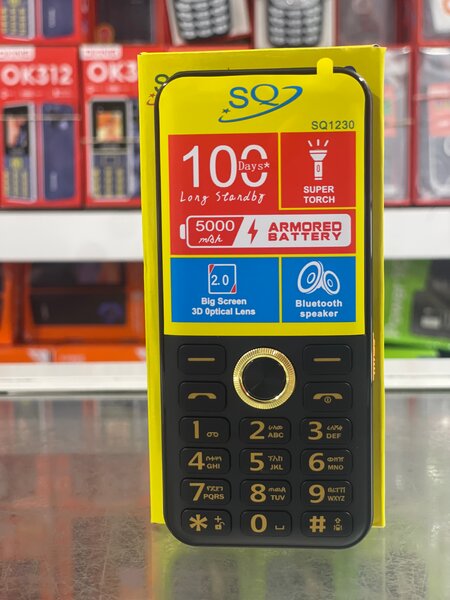 OK312
OK3
SQ
SQ1230
100
Days*
Long Standby
SUPER
TORCH
5000
mAh
ARMORED
BATTERY
2.0
Big Screen
3D Optical Lens
Bluetooth
speaker
1
2 ABC
3 DEF
4 GHI
5 JKL
6 MNO
7 PQRS
8 TUV
9 WXYZ
* +
0
#